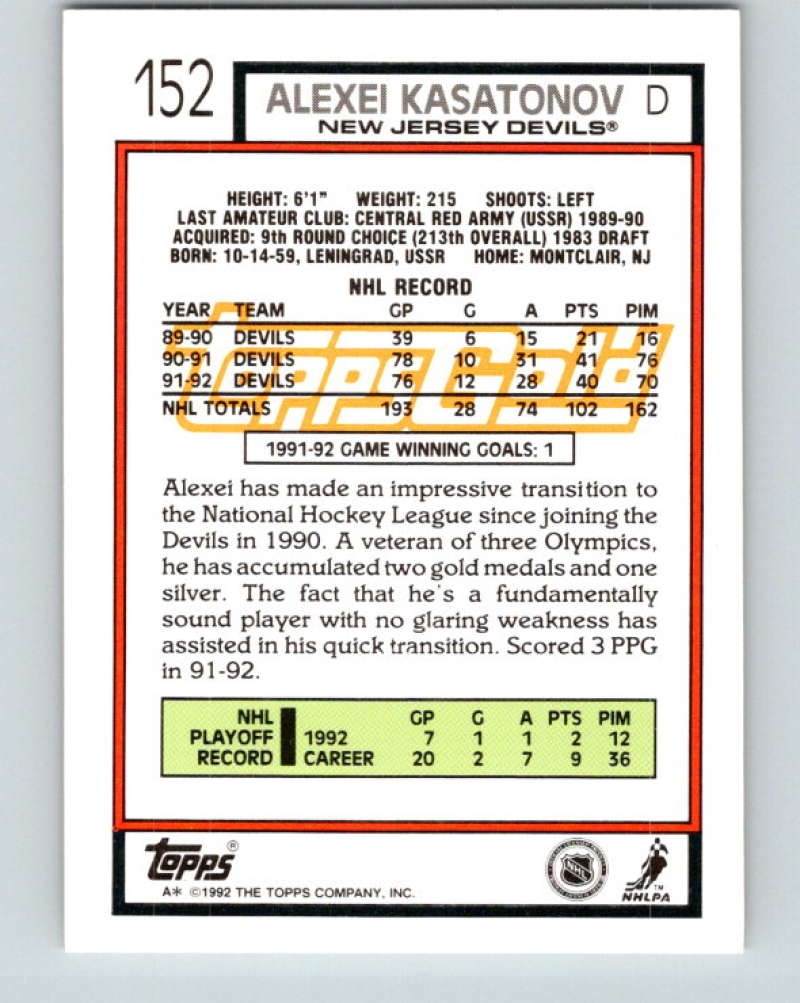 152
ALEXEI KASATONOV D
NEW JERSEY DEVILS®
HEIGHT: 6'1" WEIGHT: 215 SHOOTS: LEFT
LAST AMATEUR CLUB: CENTRAL RED ARMY (USSR) 1989-90
ACQUIRED: 9th ROUND CHOICE (213th OVERALL) 1983 DRAFT
BORN: 10-14-59, LENINGRAD, USSR HOME: MONTCLAIR, NJ
NHL RECORD
YEAR TEAM GP G A PTS PIM
89-90 DEVILS 39 6 15 21 16
90-91 DEVILS 78 10 31 41 76
91-92 DEVILS 76 12 28 40 70
NHL TOTALS 193 28 74 102 162
ToppsGold
1991-92 GAME WINNING GOALS: 1
Alexei has made an impressive transition to
the National Hockey League since joining the
Devils in 1990. A veteran of three Olympics,
he has accumulated two gold medals and one
silver. The fact that he's a fundamentally
sound player with no glaring weakness has
assisted in his quick transition. Scored 3 PPG
in 91-92.
NHL GP G A PTS PIM
PLAYOFF 1992 7 1 1 2 12
RECORD CAREER 20 2 7 9 36
TOPPS®
A* ©1992 THE TOPPS COMPANY, INC.
NHL
TM
NHLPA